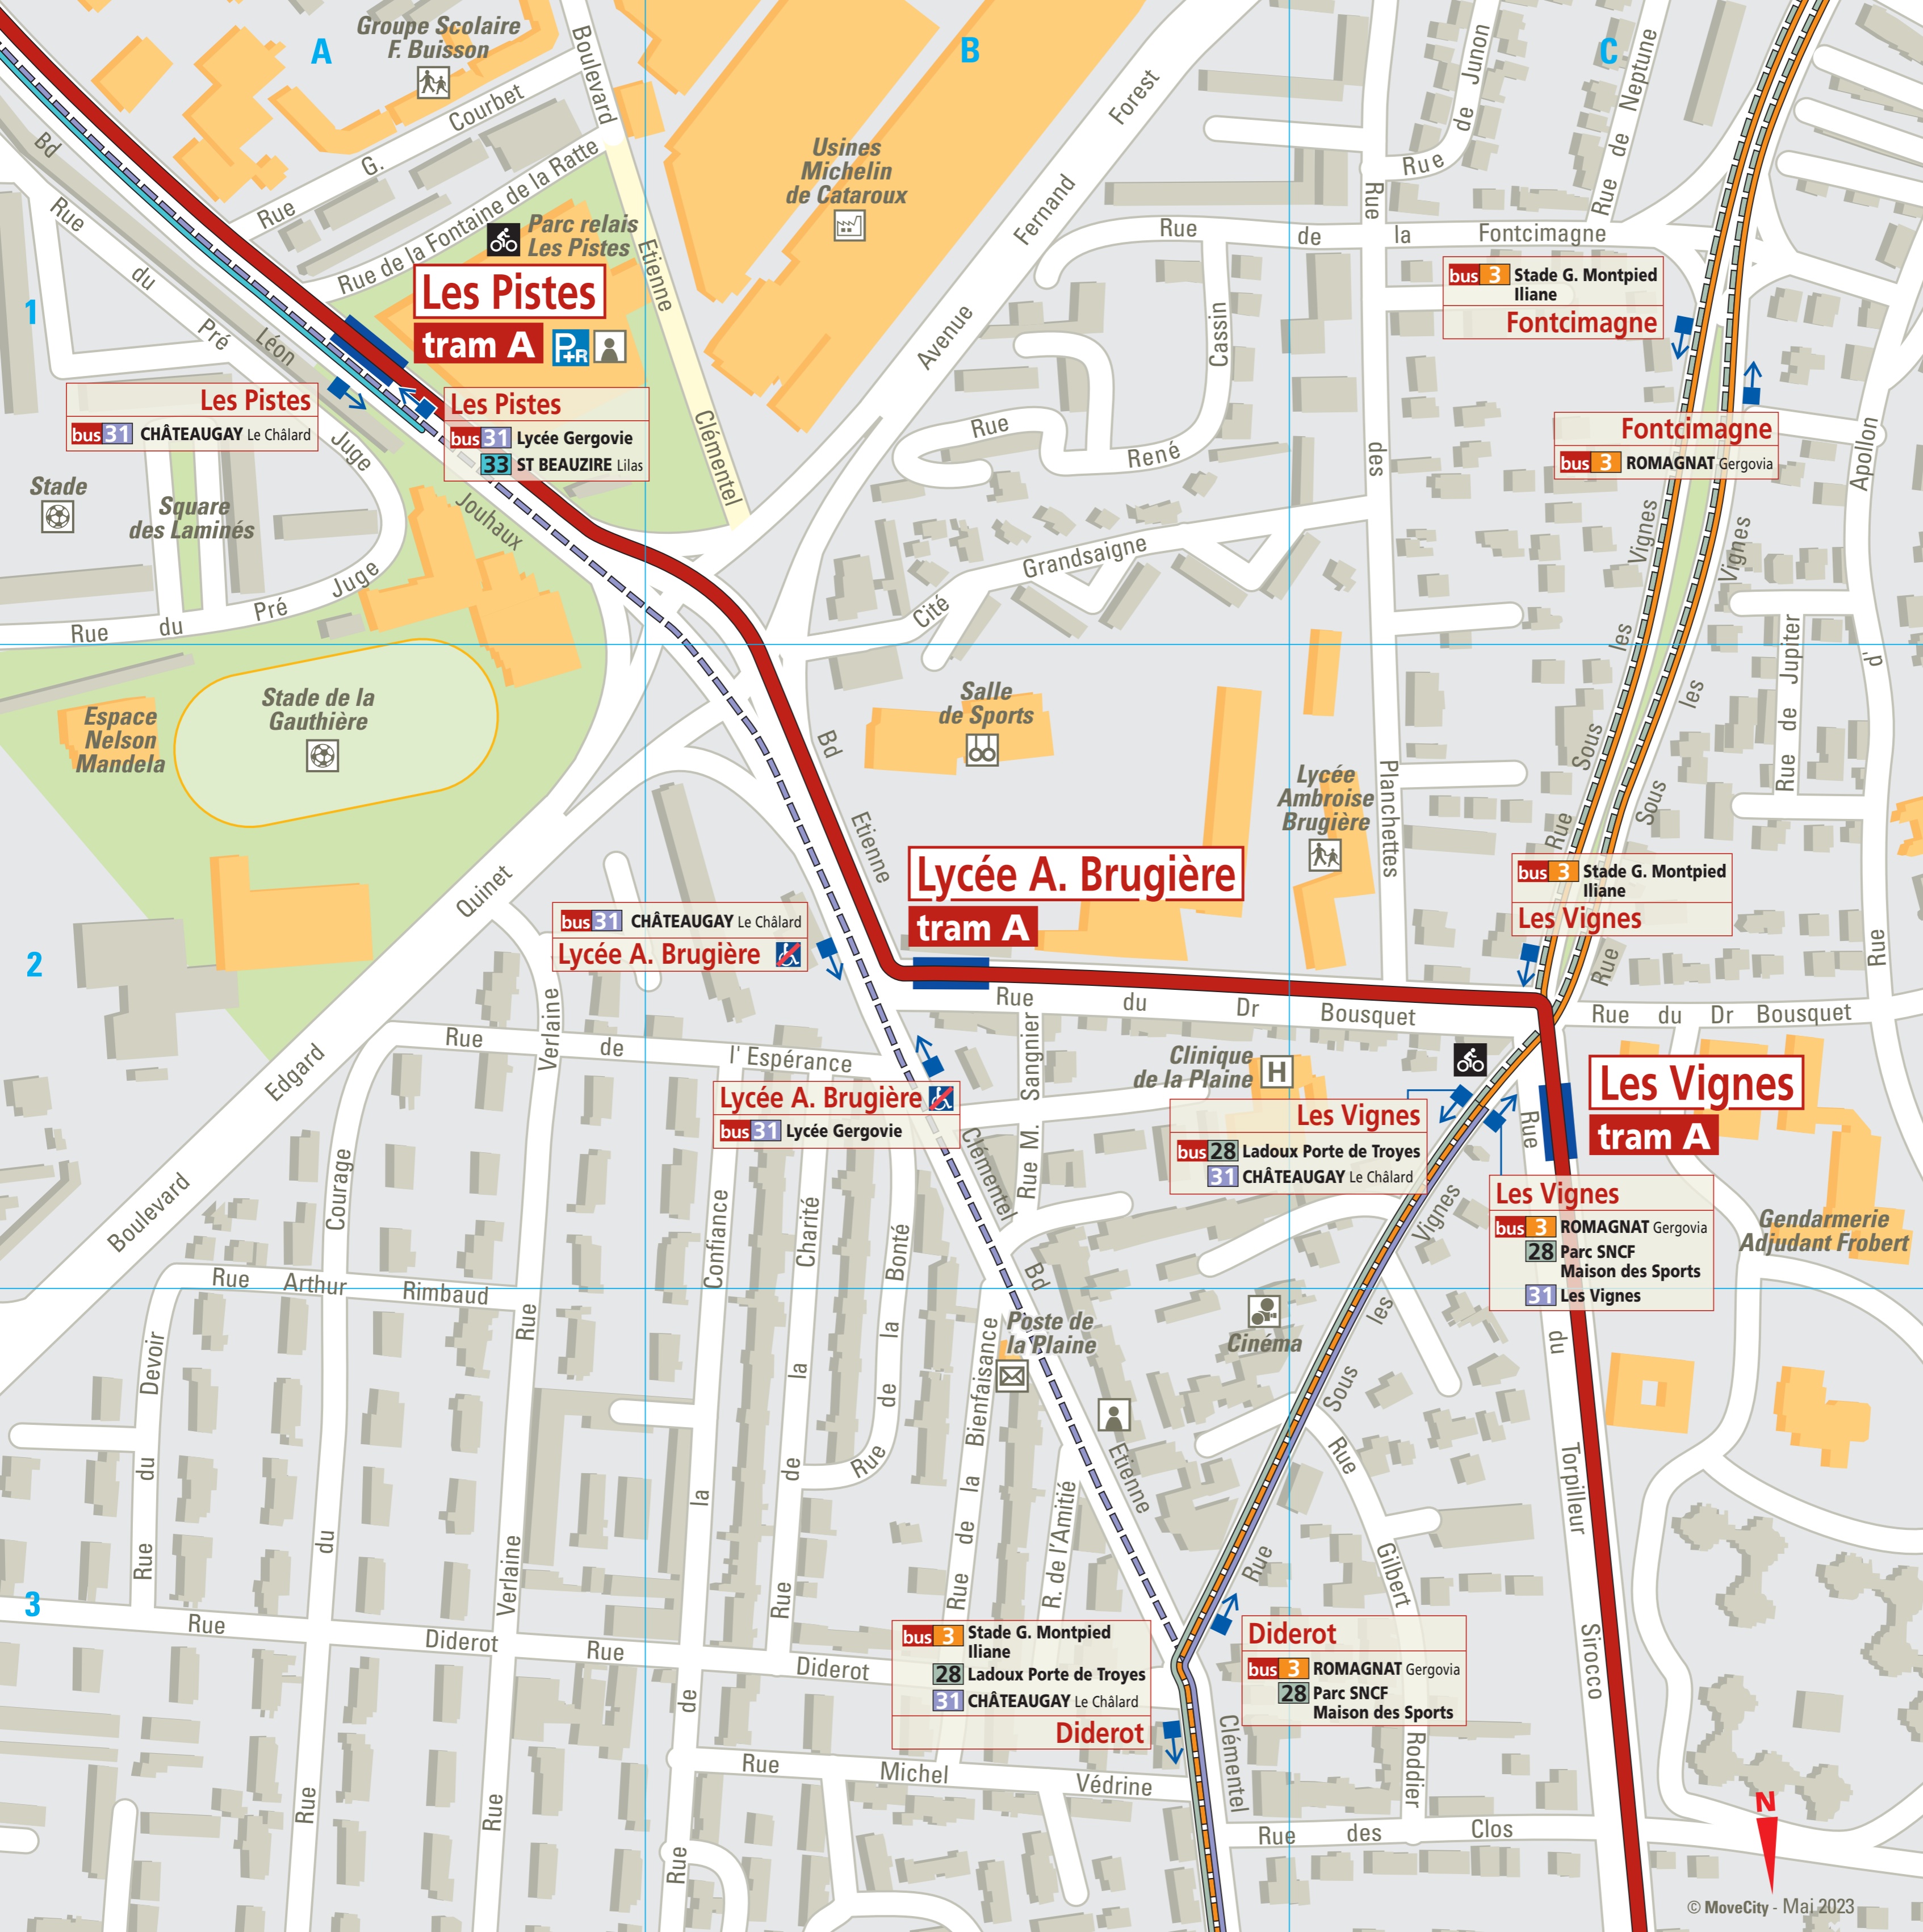 A
B
C
1
2
3
Groupe Scolaire
F. Buisson
Boulevard
Etienne
Clémentel
Rue G. Courbet
Rue de la Fontaine de la Ratte
Parc relais
Les Pistes
Les Pistes
tram A
P+R
Usines
Michelin
de Cataroux
Avenue Fernand Forest
Rue de Junon
Rue de Neptune
Rue de la Fontcimagne
bus 3 Stade G. Montpied
Iliane
Fontcimagne
Fontcimagne
bus 3 ROMAGNAT Gergovia
Bd Léon Jouhaux
Rue du Pré Juge
Les Pistes
bus 31 CHÂTEAUGAY Le Châlard
Les Pistes
bus 31 Lycée Gergovie
33 ST BEAUZIRE Lilas
Stade
Square
des Laminés
Rue du Pré Juge
Rue René Cassin
Cité Grandsaigne
Rue des Planchettes
Rue Sous les Vignes
Rue Sous les Vignes
Rue d' Apollon
Rue de Jupiter
Espace
Nelson
Mandela
Stade de la
Gauthière
Salle
de Sports
Bd Etienne Clémentel
Lycée
Ambroise
Brugière
Lycée A. Brugière
tram A
bus 31 CHÂTEAUGAY Le Châlard
Lycée A. Brugière
bus 3 Stade G. Montpied
Iliane
Les Vignes
Boulevard Edgard Quinet
Rue du Dr Bousquet
Rue du Dr Bousquet
Rue de l' Espérance
Rue Verlaine
Rue Verlaine
Lycée A. Brugière
bus 31 Lycée Gergovie
Rue M. Sangnier
Clinique
de la Plaine
H
Les Vignes
tram A
Les Vignes
bus 28 Ladoux Porte de Troyes
31 CHÂTEAUGAY Le Châlard
Les Vignes
bus 3 ROMAGNAT Gergovia
28 Parc SNCF
Maison des Sports
31 Les Vignes
Gendarmerie
Adjudant Frobert
Rue du Courage
Rue Arthur Rimbaud
Rue du Devoir
Rue de la Confiance
Rue de la Charité
Rue de la Bonté
Rue de la Bienfaisance
R. de l'Amitié
Poste de
la Plaine
Bd Etienne Clémentel
Cinéma
Rue Sous les Vignes
Rue Gilbert Roddier
Rue du Torpilleur Sirocco
Rue Diderot
Rue Diderot
bus 3 Stade G. Montpied
Iliane
28 Ladoux Porte de Troyes
31 CHÂTEAUGAY Le Châlard
Diderot
Diderot
bus 3 ROMAGNAT Gergovia
28 Parc SNCF
Maison des Sports
Rue Michel Védrine
Rue des Clos
N
© MoveCity - Mai 2023